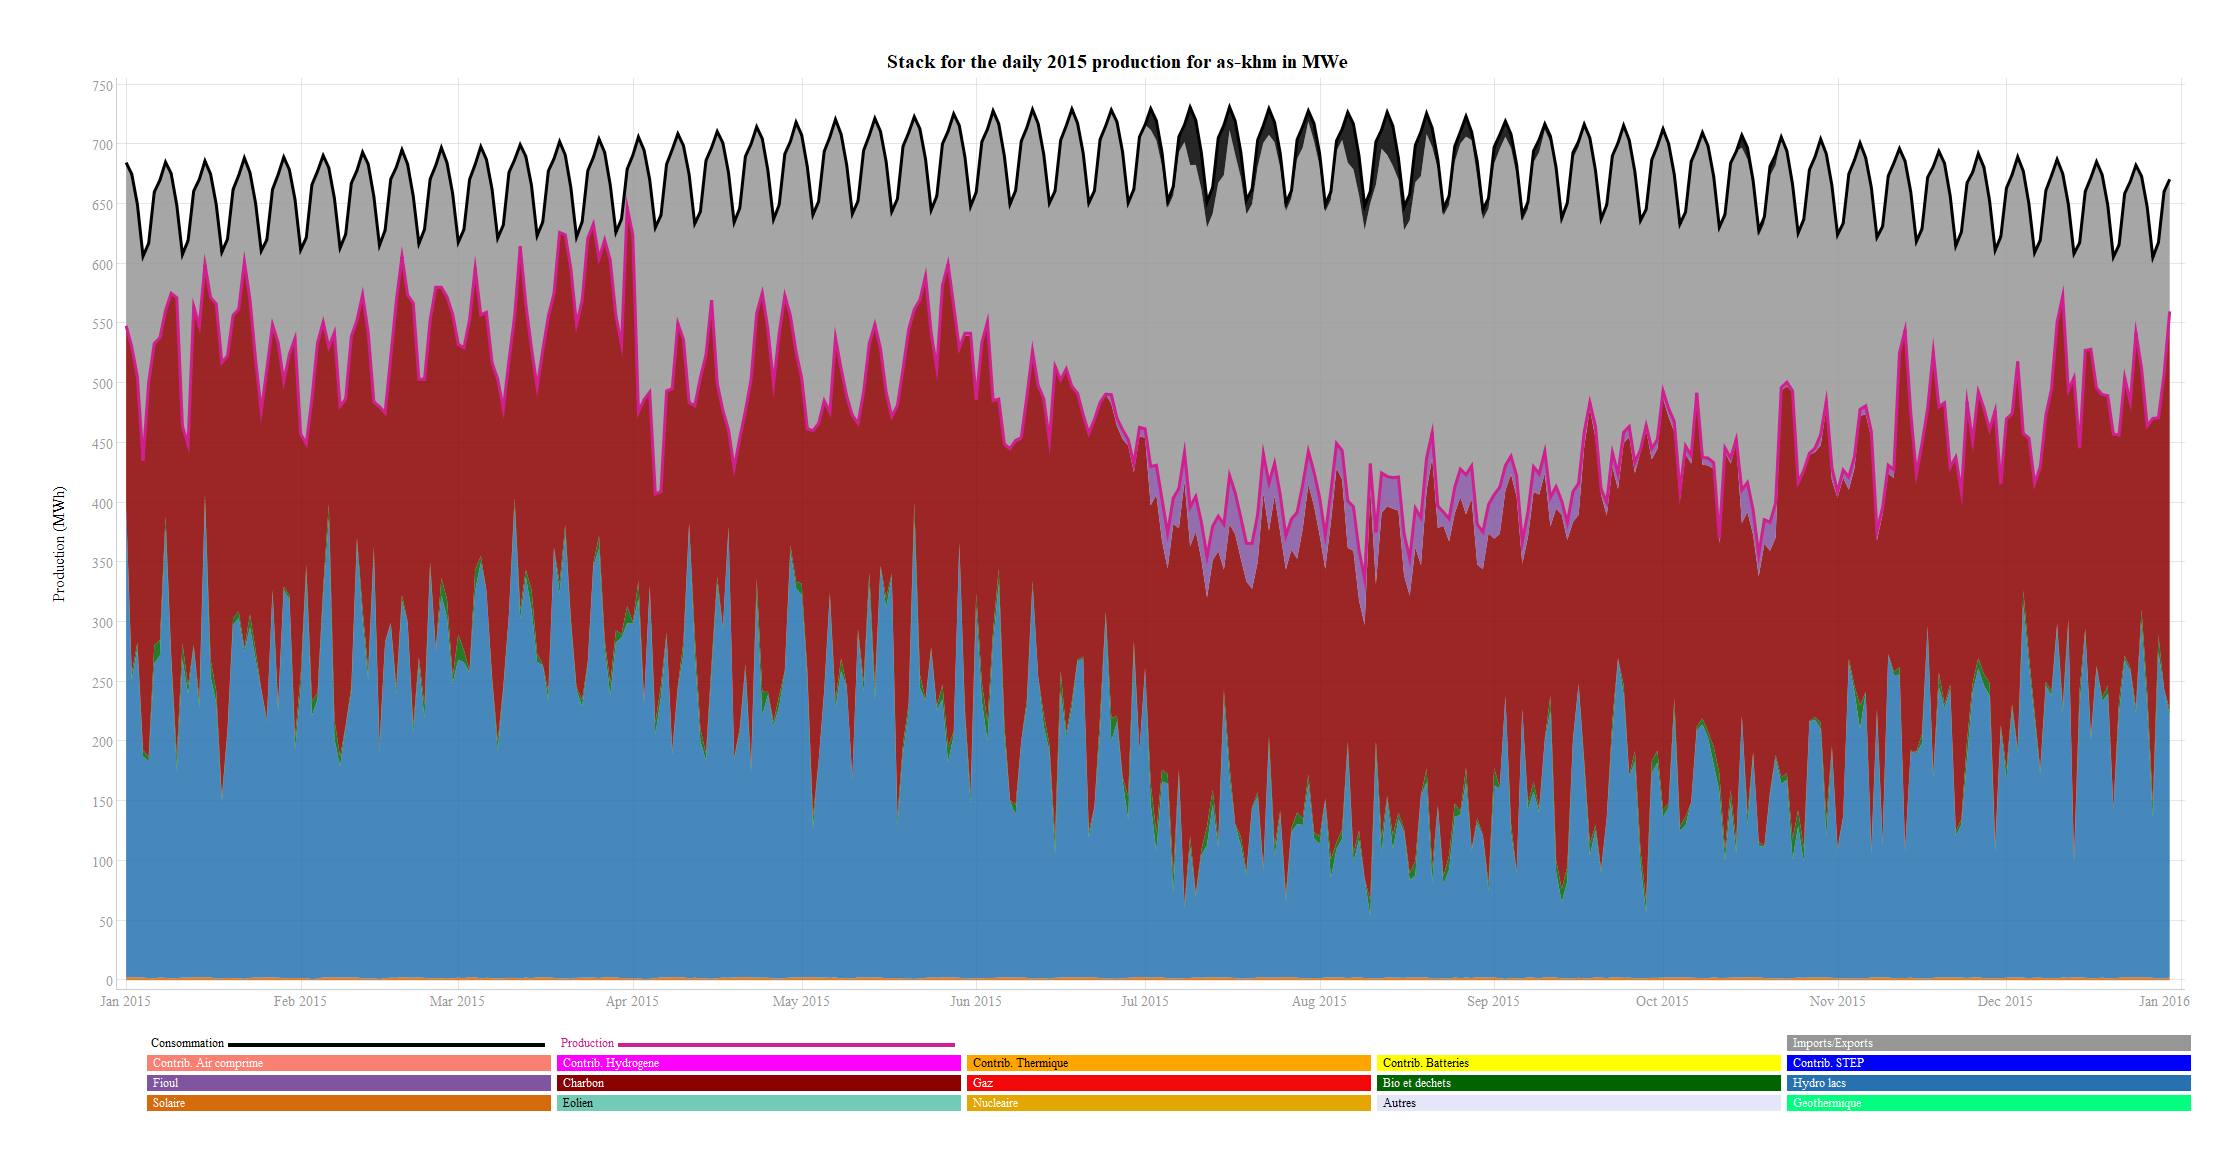 Stack for the daily 2015 production for as-khm in MWe
Production (MWh)
750
700
650
600
550
500
450
400
350
300
250
200
150
100
50
0
Jan 2015 Feb 2015 Mar 2015 Apr 2015 May 2015 Jun 2015 Jul 2015 Aug 2015 Sep 2015 Oct 2015 Nov 2015 Dec 2015 Jan 2016
Consommation Production Imports/Exports
Contrib. Air comprime Contrib. Hydrogene Contrib. Thermique Contrib. Batteries Contrib. STEP
Fioul Charbon Gaz Bio et dechets Hydro lacs
Solaire Eolien Nucleaire Autres Geothermique